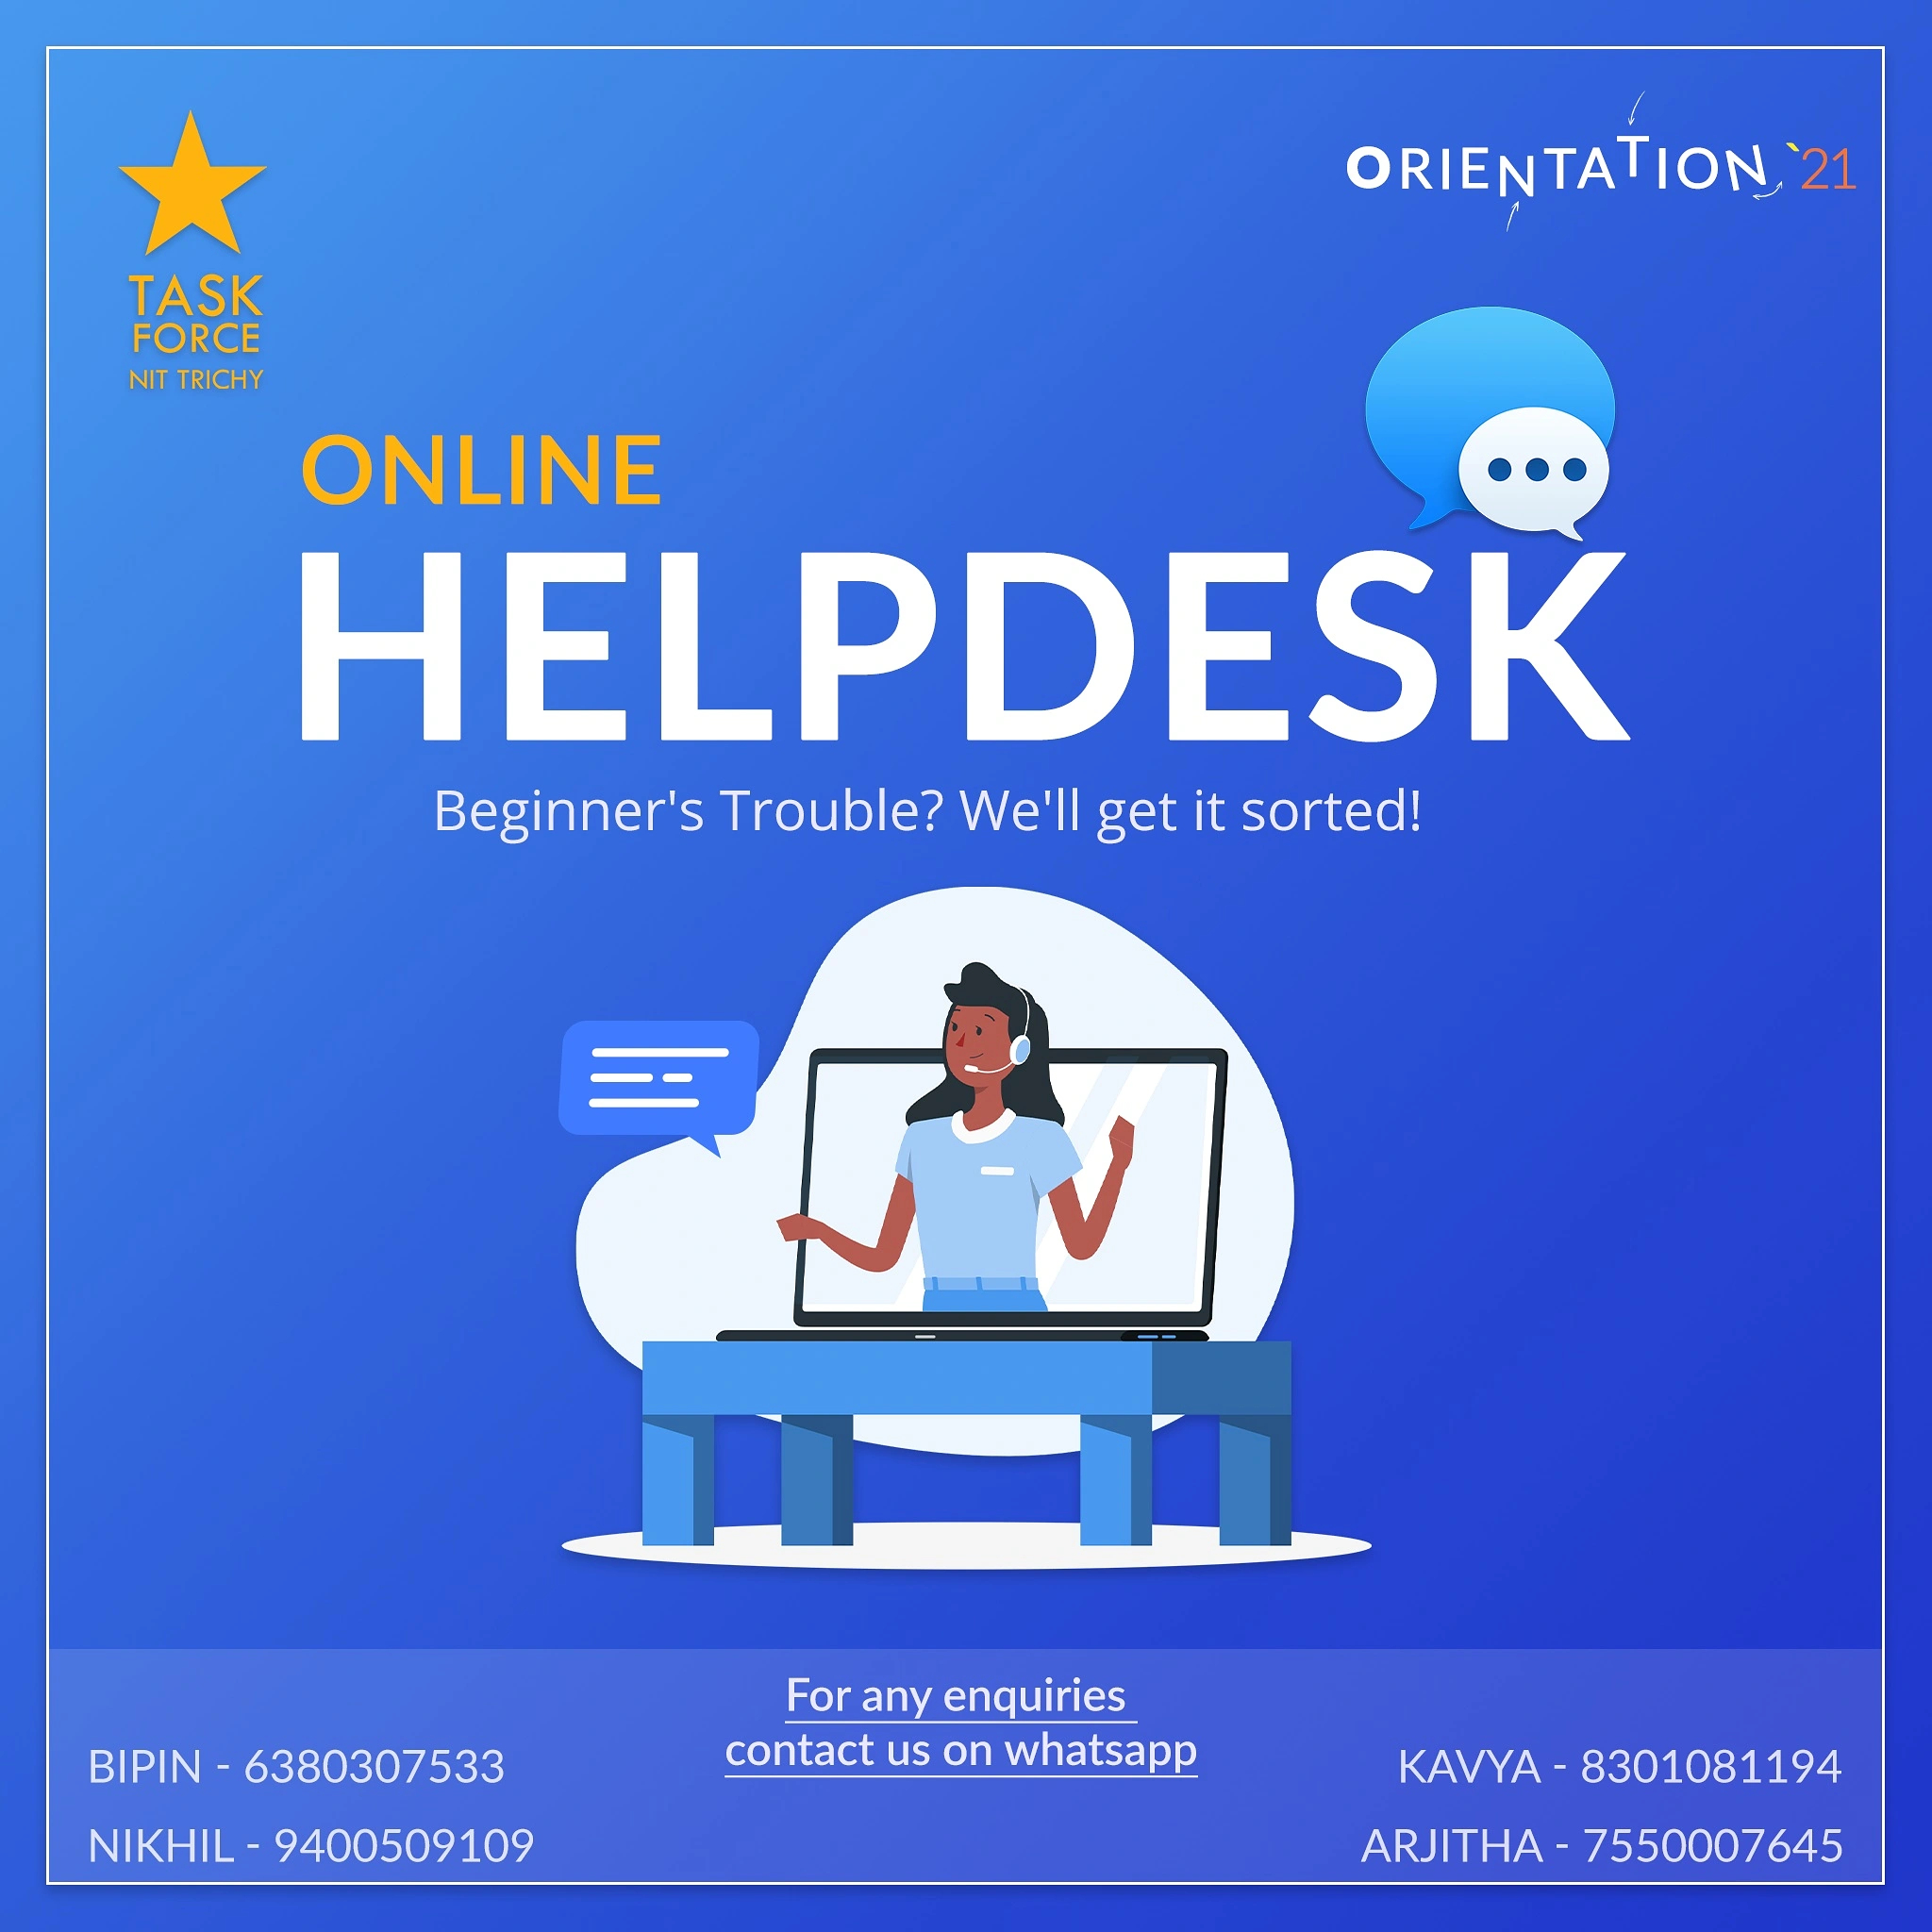 TASK
FORCE
NIT TRICHY
ORIENTATION `21
ONLINE
HELPDESK
Beginner's Trouble? We'll get it sorted!
For any enquiries
contact us on whatsapp
BIPIN - 6380307533
NIKHIL - 9400509109
KAVYA - 8301081194
ARJITHA - 7550007645